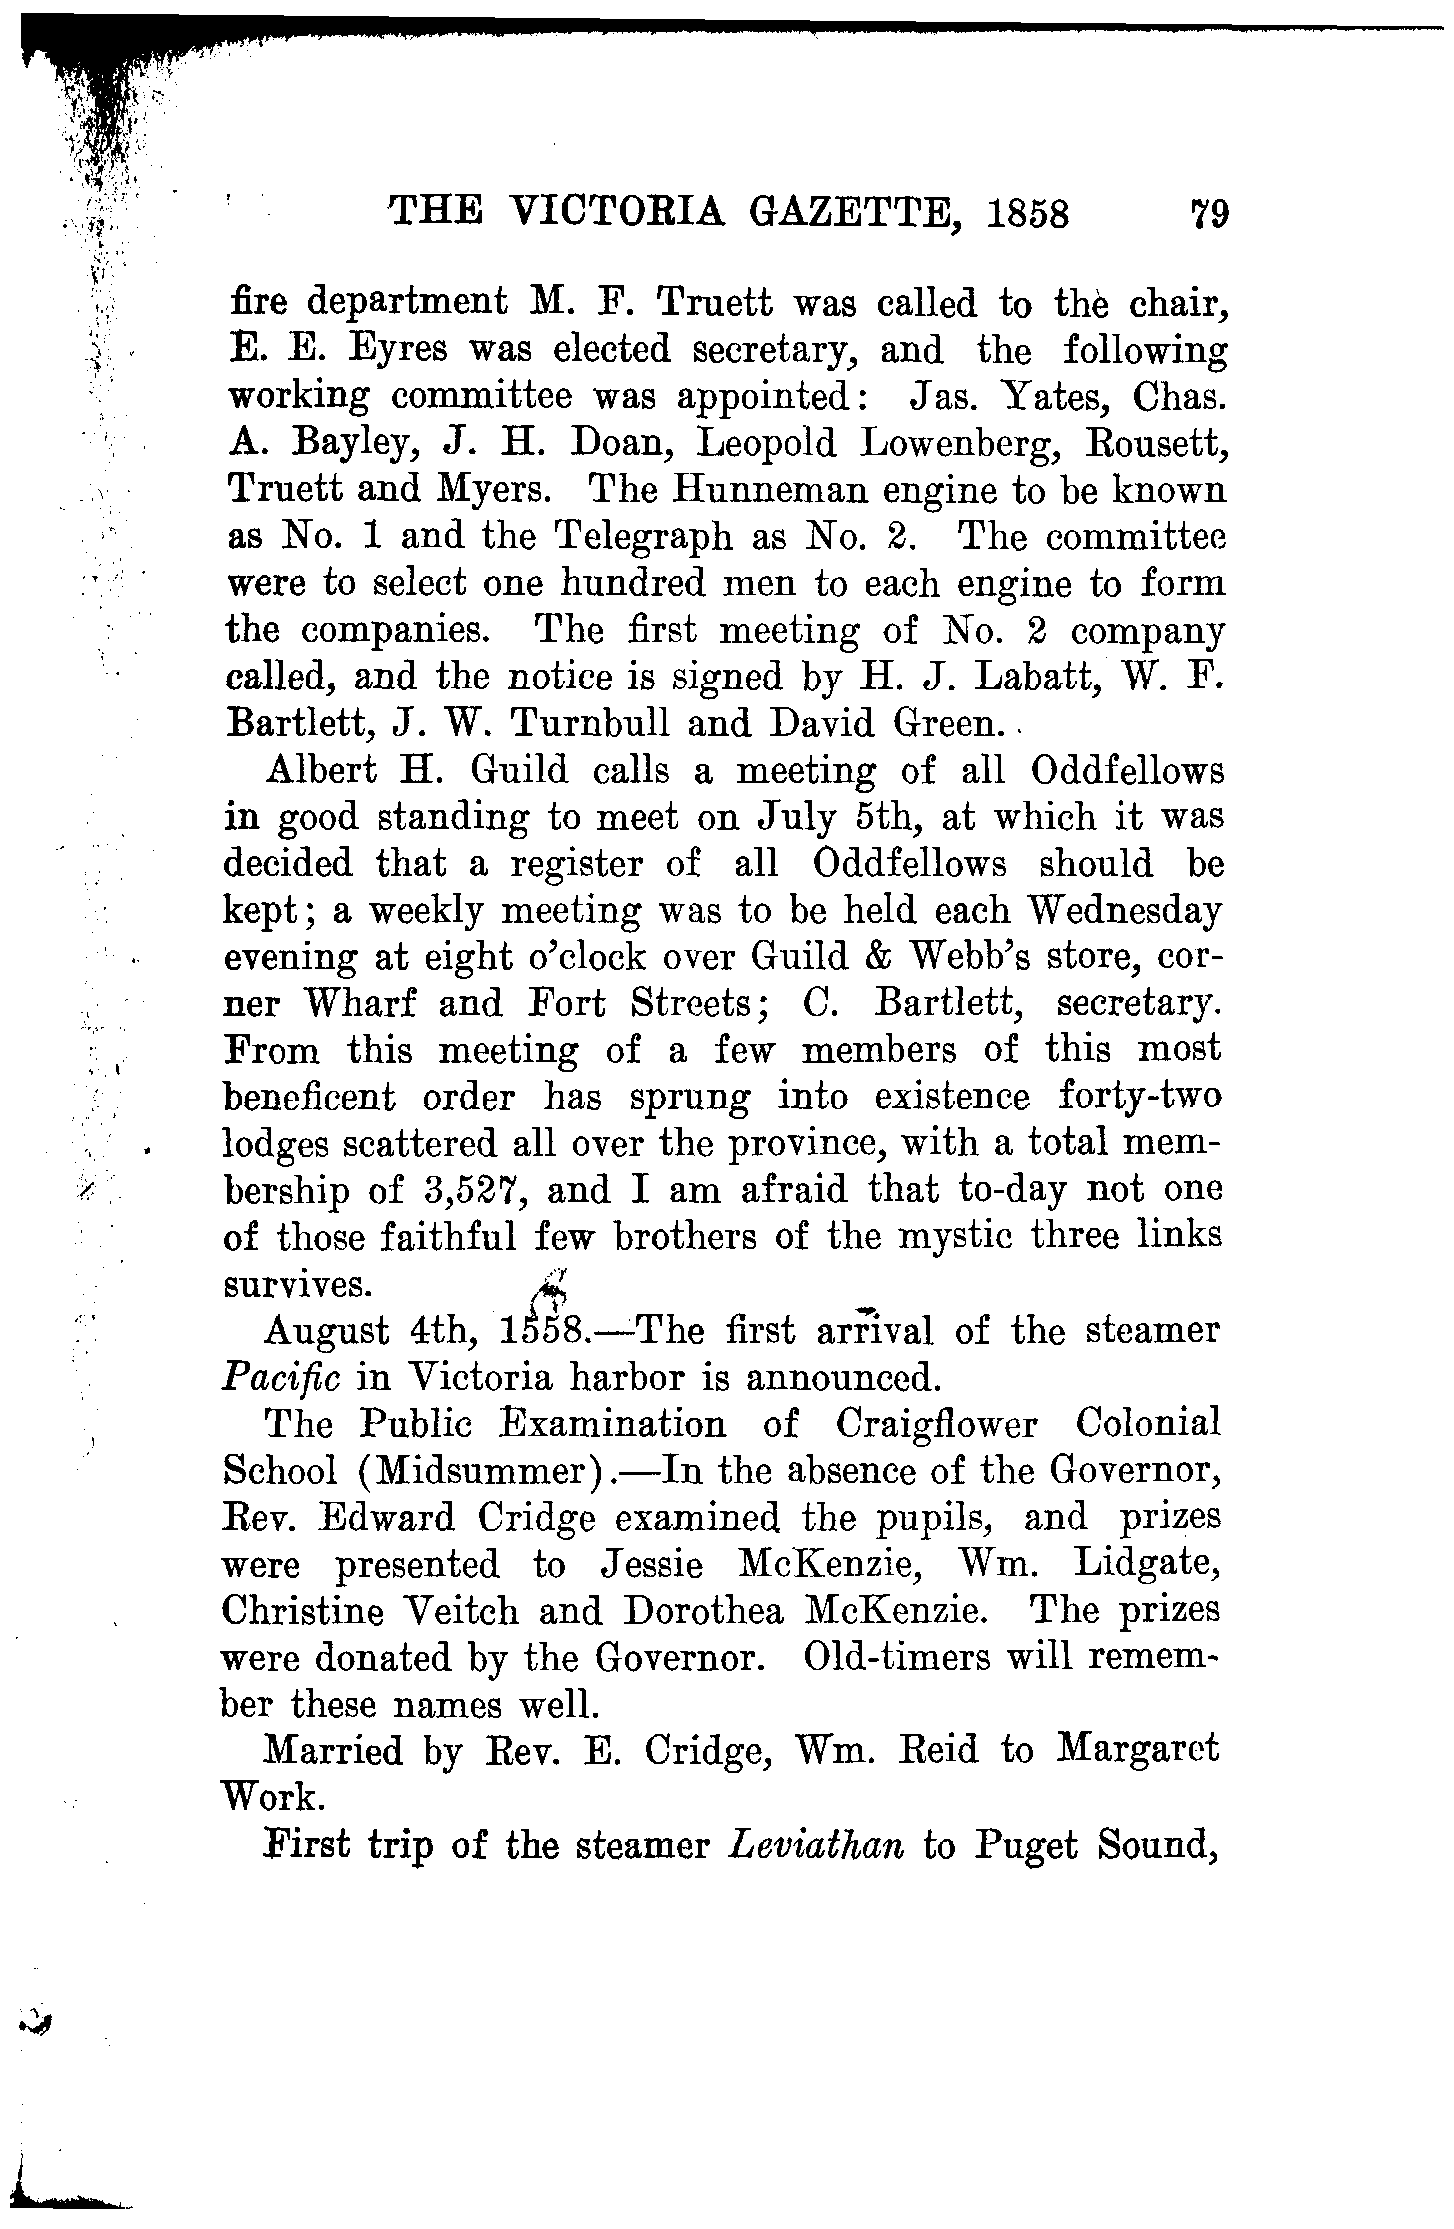 THE VICTORIA GAZETTE, 1858 79
fire department M. F. Truett was called to the chair,
E. E. Eyres was elected secretary, and the following
working committee was appointed: Jas. Yates, Chas.
A. Bayley, J. H. Doan, Leopold Lowenberg, Rousett,
Truett and Myers. The Hunneman engine to be known
as No. 1 and the Telegraph as No. 2. The committee
were to select one hundred men to each engine to form
the companies. The first meeting of No. 2 company
called, and the notice is signed by H. J. Labatt, W. F.
Bartlett, J. W. Turnbull and David Green.
Albert H. Guild calls a meeting of all Oddfellows
in good standing to meet on July 5th, at which it was
decided that a register of all Oddfellows should be
kept; a weekly meeting was to be held each Wednesday
evening at eight o'clock over Guild & Webb's store, cor-
ner Wharf and Fort Streets; C. Bartlett, secretary.
From this meeting of a few members of this most
beneficent order has sprung into existence forty-two
lodges scattered all over the province, with a total mem-
bership of 3,527, and I am afraid that to-day not one
of those faithful few brothers of the mystic three links
survives.
August 4th, 1558.—The first arrival of the steamer
Pacific in Victoria harbor is announced.
The Public Examination of Craigflower Colonial
School (Midsummer).—In the absence of the Governor,
Rev. Edward Cridge examined the pupils, and prizes
were presented to Jessie McKenzie, Wm. Lidgate,
Christine Veitch and Dorothea McKenzie. The prizes
were donated by the Governor. Old-timers will remem-
ber these names well.
Married by Rev. E. Cridge, Wm. Reid to Margaret
Work.
First trip of the steamer Leviathan to Puget Sound,